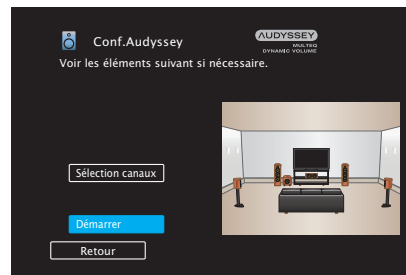 Conf.Audyssey
AUDYSSEY
MULTEQ
DYNAMIC VOLUME
Voir les éléments suivant si nécessaire.
Sélection canaux
Démarrer
Retour